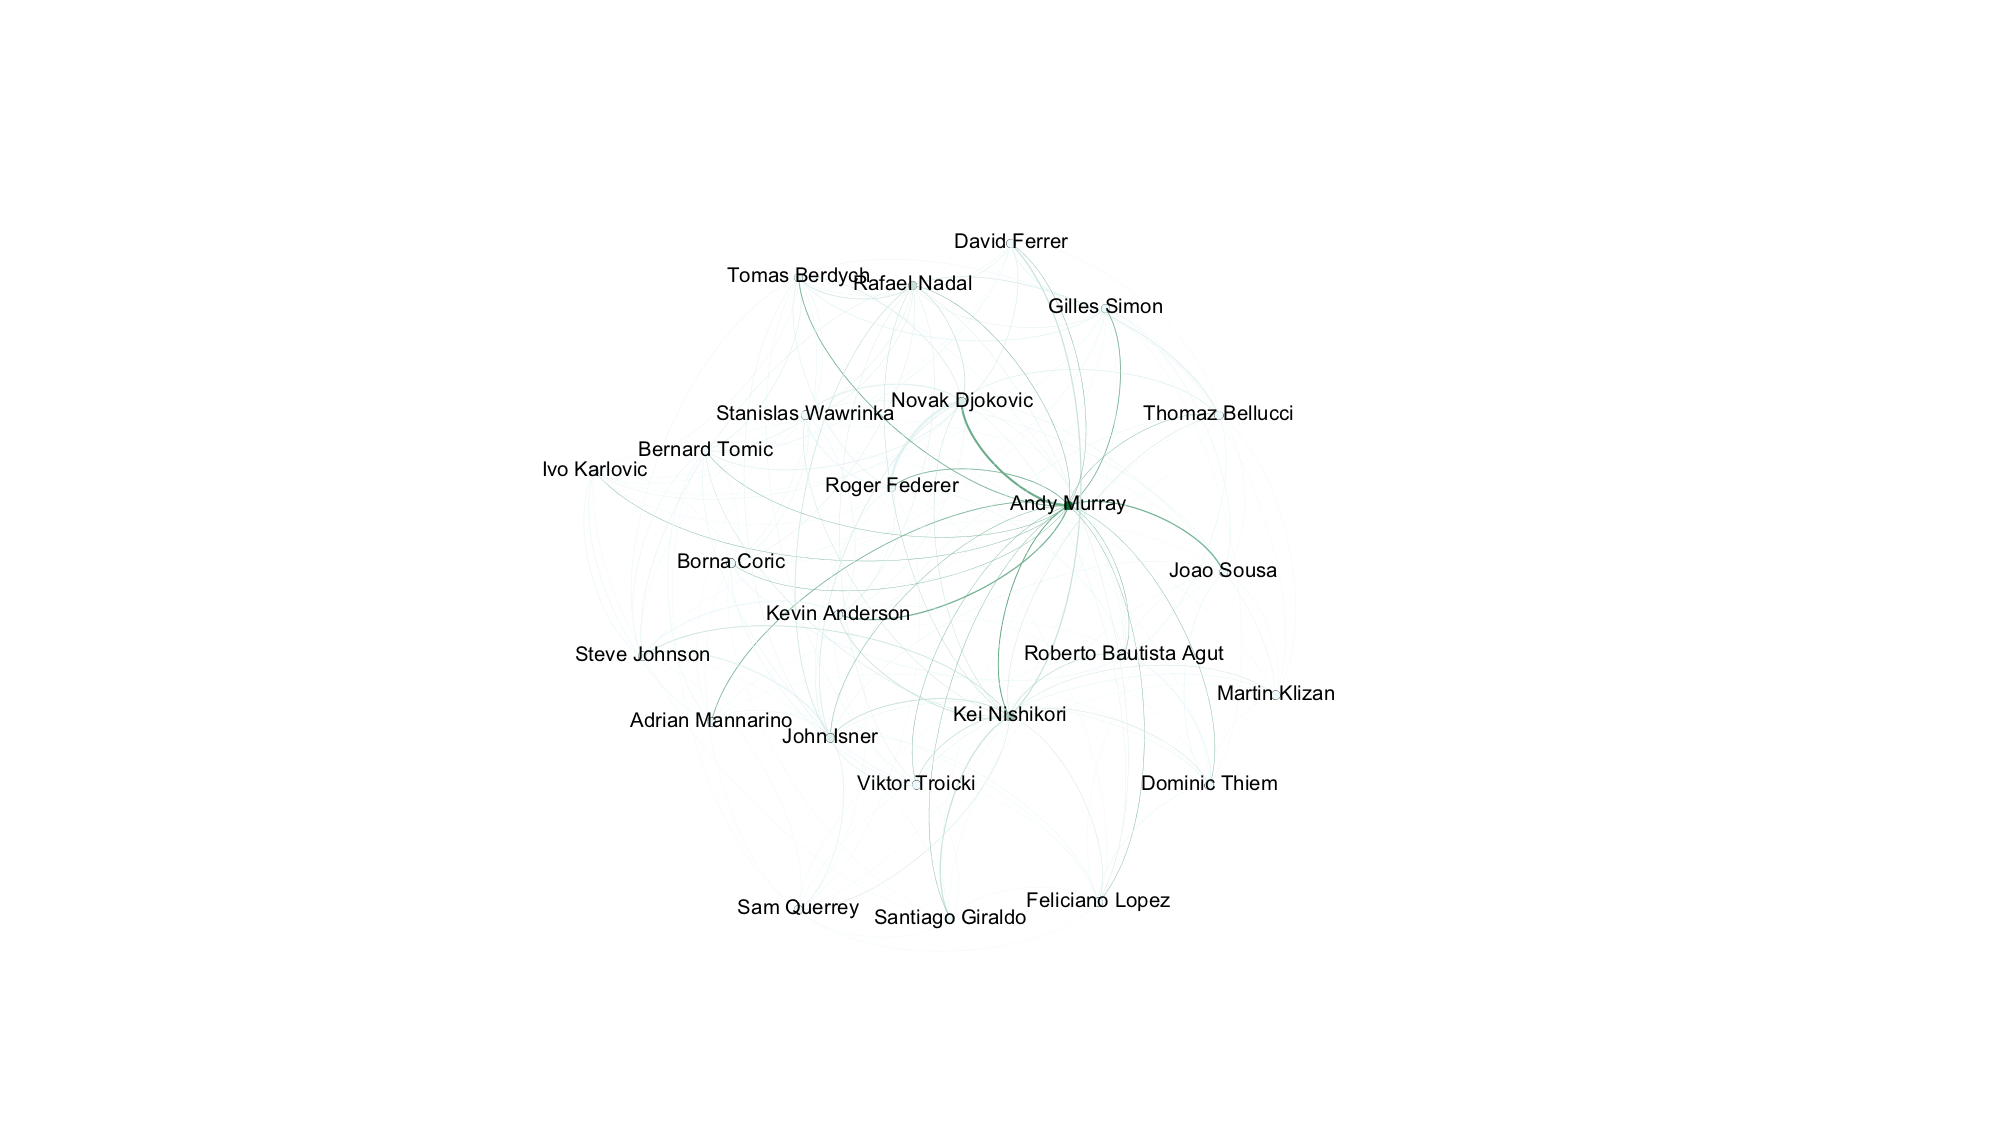 David Ferrer
Tomas Berdych
Rafael Nadal
Gilles Simon
Novak Djokovic
Stanislas Wawrinka
Thomaz Bellucci
Bernard Tomic
Ivo Karlovic
Roger Federer
Andy Murray
Borna Coric
Joao Sousa
Kevin Anderson
Steve Johnson
Roberto Bautista Agut
Martin Klizan
Kei Nishikori
Adrian Mannarino
John Isner
Viktor Troicki
Dominic Thiem
Feliciano Lopez
Sam Querrey
Santiago Giraldo